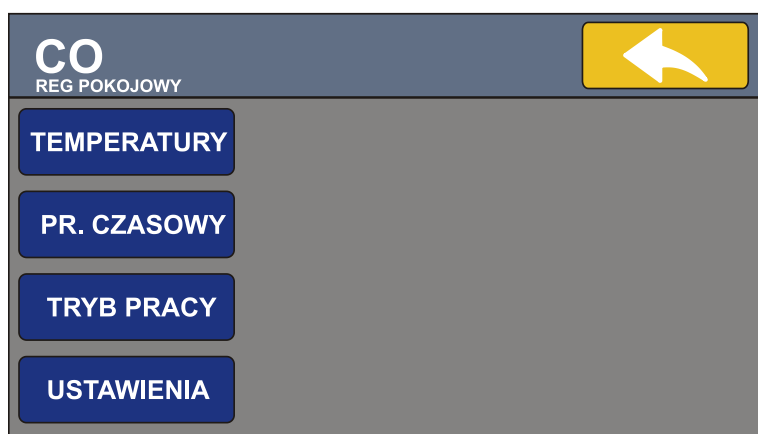 CO
REG POKOJOWY
TEMPERATURY
PR. CZASOWY
TRYB PRACY
USTAWIENIA